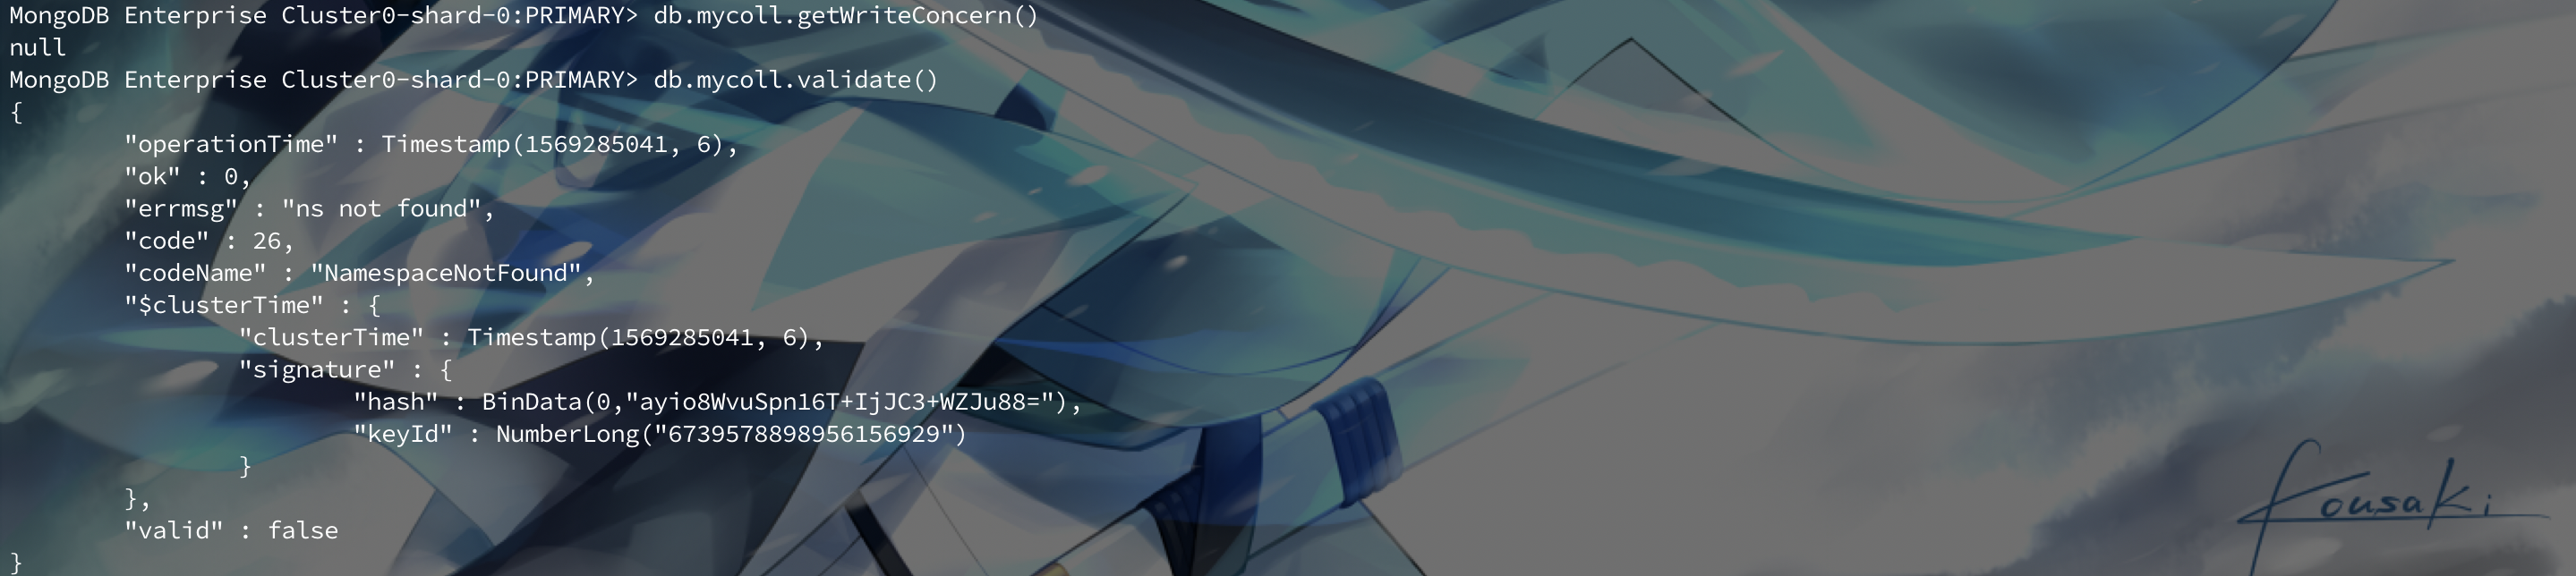 MongoDB Enterprise Cluster0-shard-0:PRIMARY> db.mycoll.getWriteConcern()
null
MongoDB Enterprise Cluster0-shard-0:PRIMARY> db.mycoll.validate()
{
        "operationTime" : Timestamp(1569285041, 6),
        "ok" : 0,
        "errmsg" : "ns not found",
        "code" : 26,
        "codeName" : "NamespaceNotFound",
        "$clusterTime" : {
                "clusterTime" : Timestamp(1569285041, 6),
                "signature" : {
                        "hash" : BinData(0,"ayio8WvuSpn16T+IjJC3+WZJu88="),
                        "keyId" : NumberLong("6739578898956156929")
                }
        },
        "valid" : false
}
Kousaki